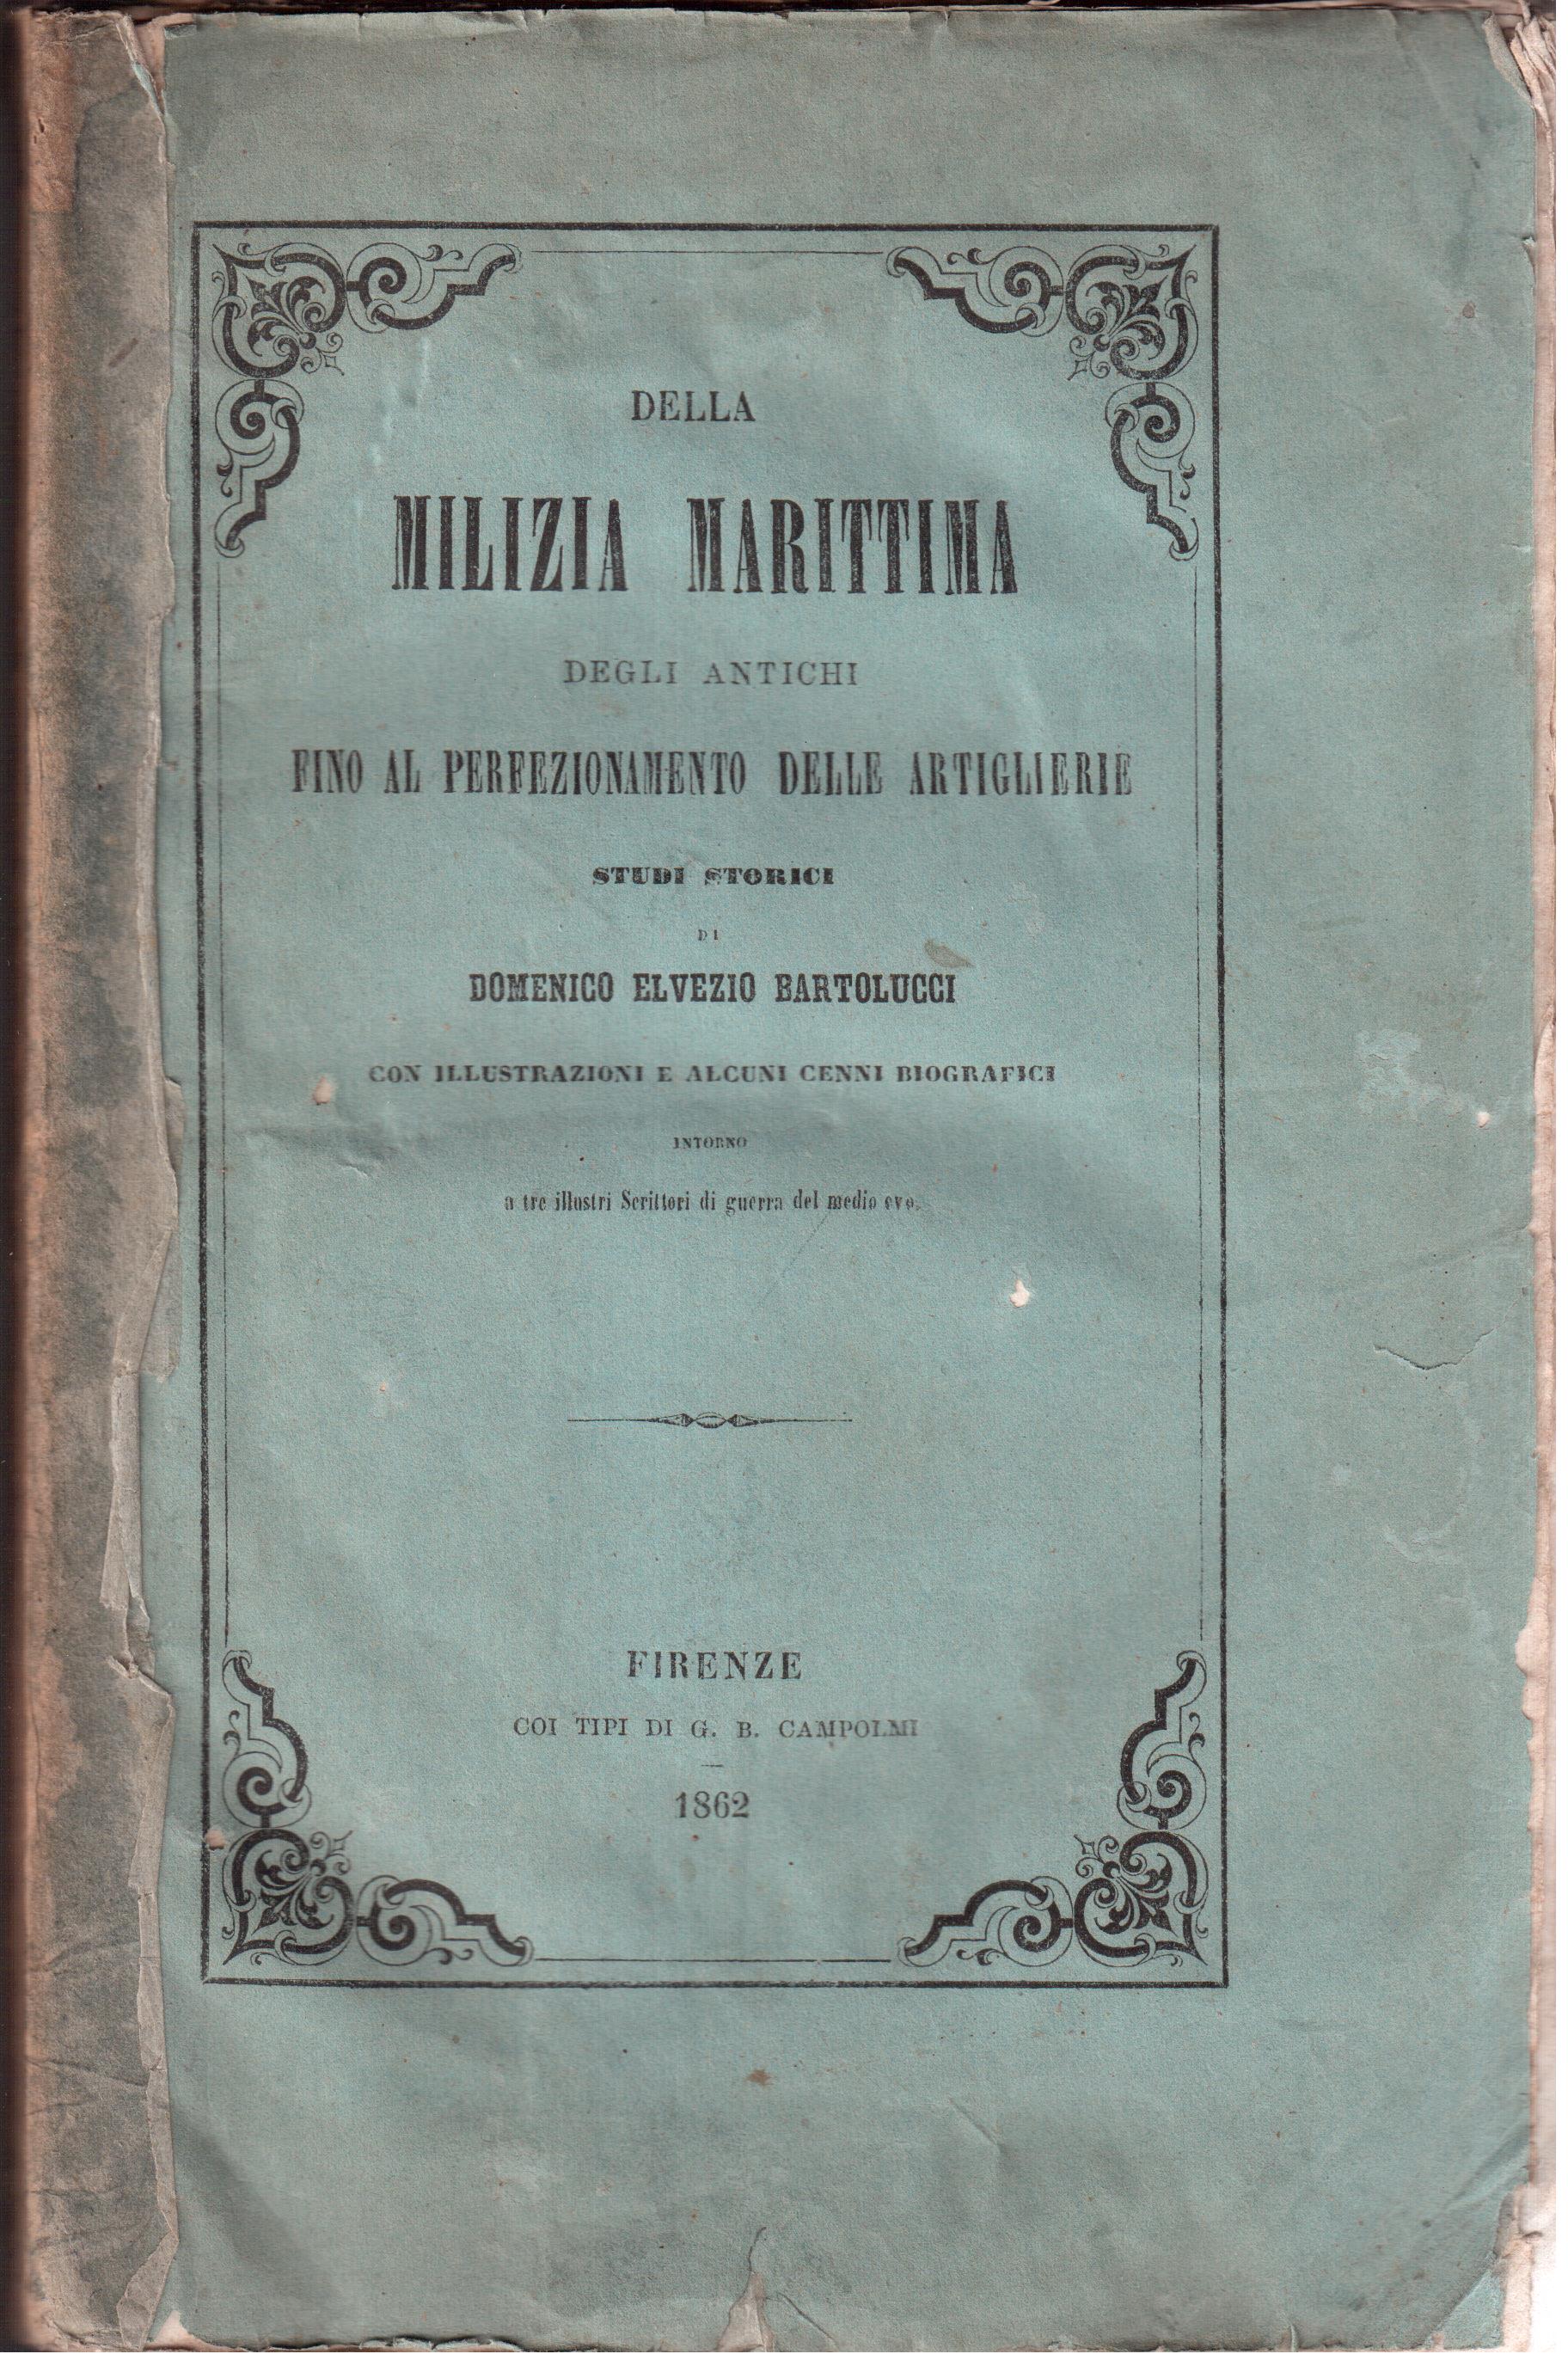 DELLA
MILIZIA MARITTIMA
DEGLI ANTICHI
FINO AL PERFEZIONAMENTO DELLE ARTIGLIERIE
STUDI STORICI
DI
DOMENICO ELVEZIO BARTOLUCCI
CON ILLUSTRAZIONI E ALCUNI CENNI BIOGRAFICI
INTORNO
a tre illustri Scrittori di guerra del medio evo.
FIRENZE
COI TIPI DI G. B. CAMPOLMI
1862